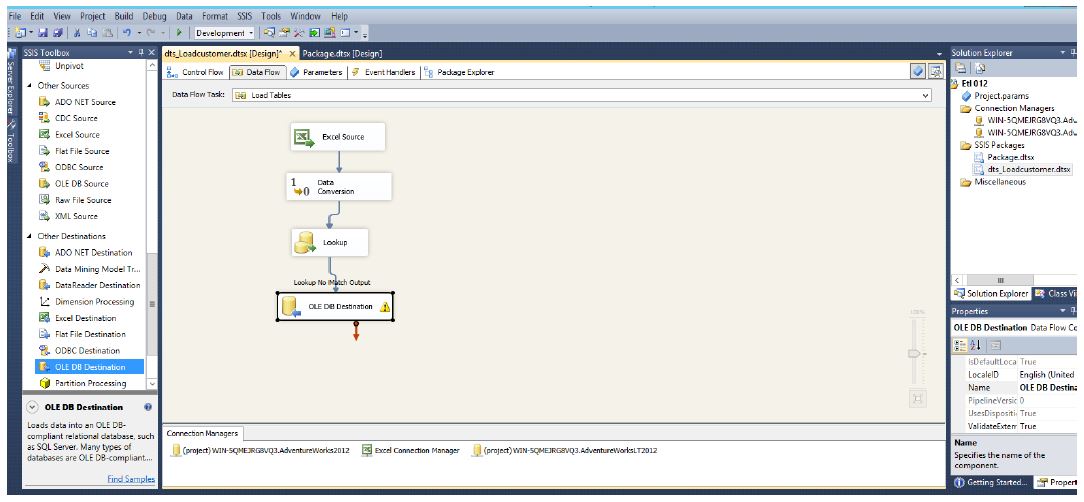 File Edit View Project Build Debug Data Format SSIS Tools Window Help
Development
Server Explorer
Toolbox
SSIS Toolbox
Unpivot
Other Sources
ADO NET Source
CDC Source
Excel Source
Flat File Source
ODBC Source
OLE DB Source
Raw File Source
XML Source
Other Destinations
ADO NET Destination
Data Mining Model Tr...
DataReader Destination
Dimension Processing
Excel Destination
Flat File Destination
ODBC Destination
OLE DB Destination
Partition Processing
OLE DB Destination
Loads data into an OLE DB-
compliant relational database, such
as SQL Server. Many types of
databases are OLE DB-compliant....
Find Samples
dts_Loadcustomer.dtsx [Design]* Package.dtsx [Design]
Control Flow Data Flow Parameters Event Handlers Package Explorer
Data Flow Task: Load Tables
Excel Source
1 0 Data
Conversion
Lookup
Lookup No Match Output
OLE DB Destination
100%
Connection Managers
(project) WIN-5QMEJRG8VQ3.AdventureWorks2012 Excel Connection Manager (project) WIN-5QMEJRG8VQ3.AdventureWorksLT2012
Solution Explorer
Etl 012
Project.params
Connection Managers
WIN-5QMEJRG8VQ3.Adv
WIN-5QMEJRG8VQ3.Adv
SSIS Packages
Package.dtsx
dts_Loadcustomer.dtsx
Miscellaneous
Solution Explorer Class Vi
Properties
OLE DB Destination Data Flow Co
IsDefaultLoca True
LocaleID English (United
Name OLE DB Destina
PipelineVersic 0
UsesDispositi True
ValidateExterr True
Name
Specifies the name of the
component.
Getting Started... Propert